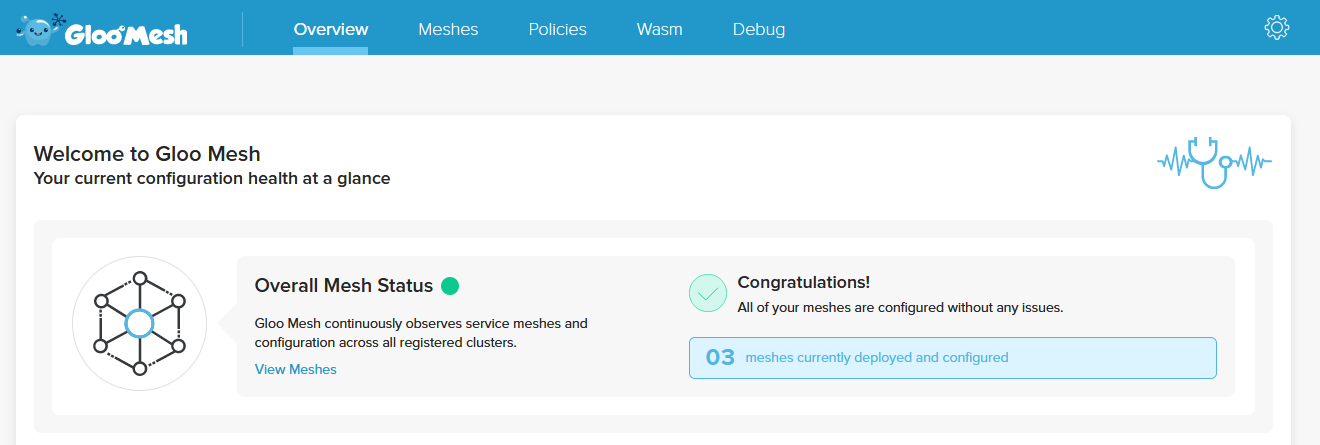 Gloo Mesh
Overview
Meshes
Policies
Wasm
Debug
Welcome to Gloo Mesh
Your current configuration health at a glance
Overall Mesh Status
Gloo Mesh continuously observes service meshes and
configuration across all registered clusters.
View Meshes
Congratulations!
All of your meshes are configured without any issues.
03 meshes currently deployed and configured